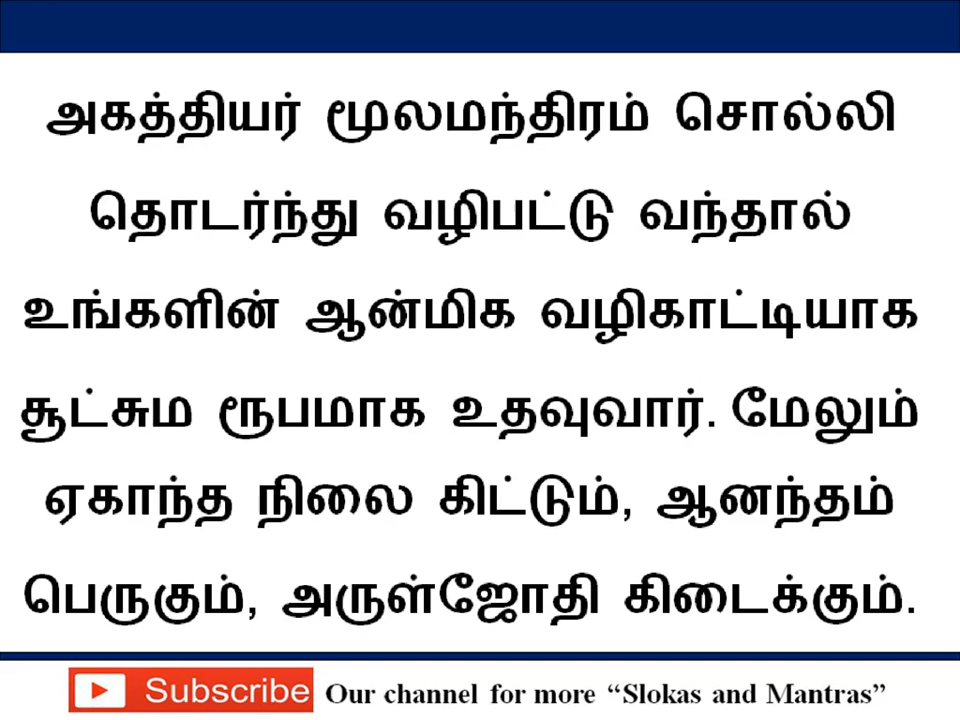 அகத்தியர் மூலமந்திரம் சொல்லி
தொடர்ந்து வழிபட்டு வந்தால்
உங்களின் ஆன்மிக வழிகாட்டியாக
சூட்சும ரூபமாக உதவுவார். மேலும்
ஏகாந்த நிலை கிட்டும், ஆனந்தம்
பெருகும், அருள்ஜோதி கிடைக்கும்.
Subscribe Our channel for more “Slokas and Mantras”